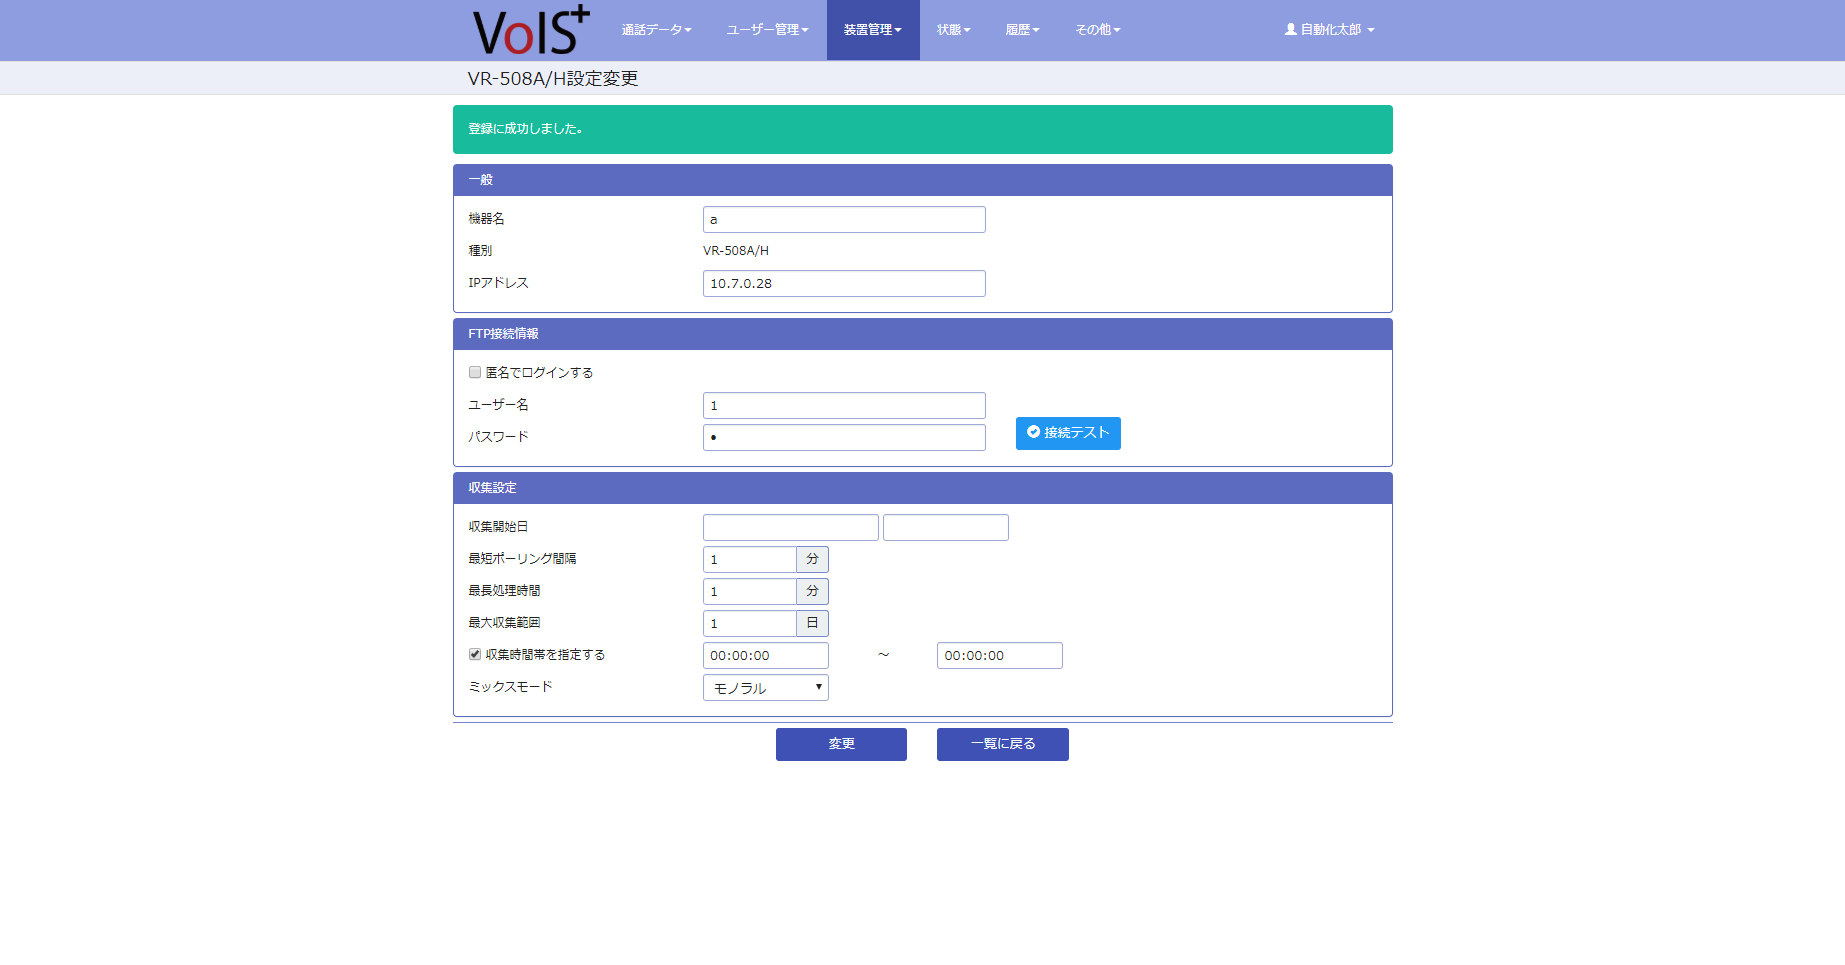 VoIS+ 通話データ ユーザー管理 装置管理 状態 履歴 その他 自動化太郎
VR-508A/H設定変更
登録に成功しました。
一般
機器名 a
種別 VR-508A/H
IPアドレス 10.7.0.28
FTP接続情報
匿名でログインする
ユーザー名 1
パスワード •
接続テスト
収集設定
収集開始日
最短ポーリング間隔 1 分
最長処理時間 1 分
最大収集範囲 1 日
収集時間帯を指定する 00:00:00 ～ 00:00:00
ミックスモード モノラル
変更 一覧に戻る